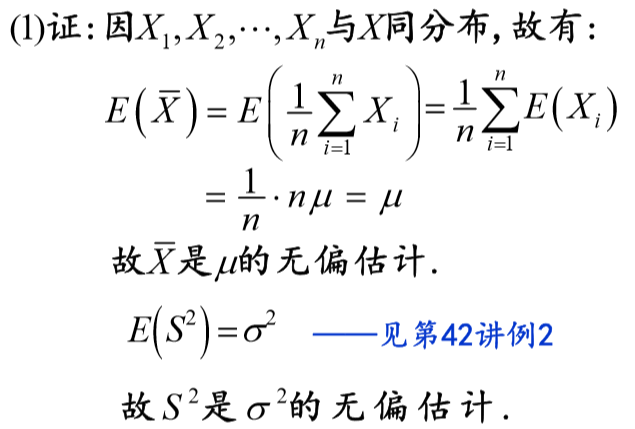 (1)证:因X₁,X₂,⋯,Xₙ与X同分布,故有:
E(X̄)=E(1/n ∑ᵢ₌₁ⁿ Xᵢ)=1/n ∑ᵢ₌₁ⁿ E(Xᵢ)
=1/n·nμ=μ
故X̄是μ的无偏估计.
E(S²)=σ² ——见第42讲例2
故S²是σ²的无偏估计.